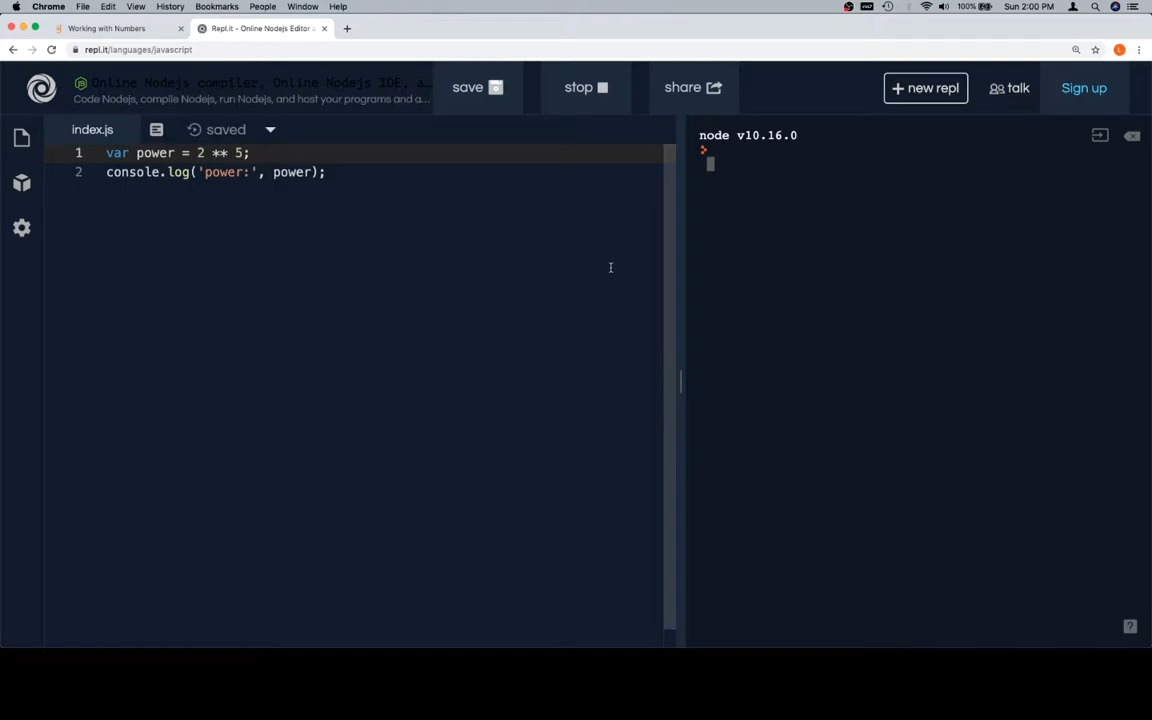 Chrome File Edit View History Bookmarks People Window Help 100% Sun 2:00 PM
Working with Numbers Repl.it - Online Nodejs Editor a
repl.it/languages/javascript L
Online Nodejs compiler, Online Nodejs IDE, a...
Code Nodejs, compile Nodejs, run Nodejs, and host your programs and a...
save stop share + new repl talk Sign up
index.js saved
node v10.16.0
1 var power = 2 ** 5;
2 console.log('power:', power);
>
?